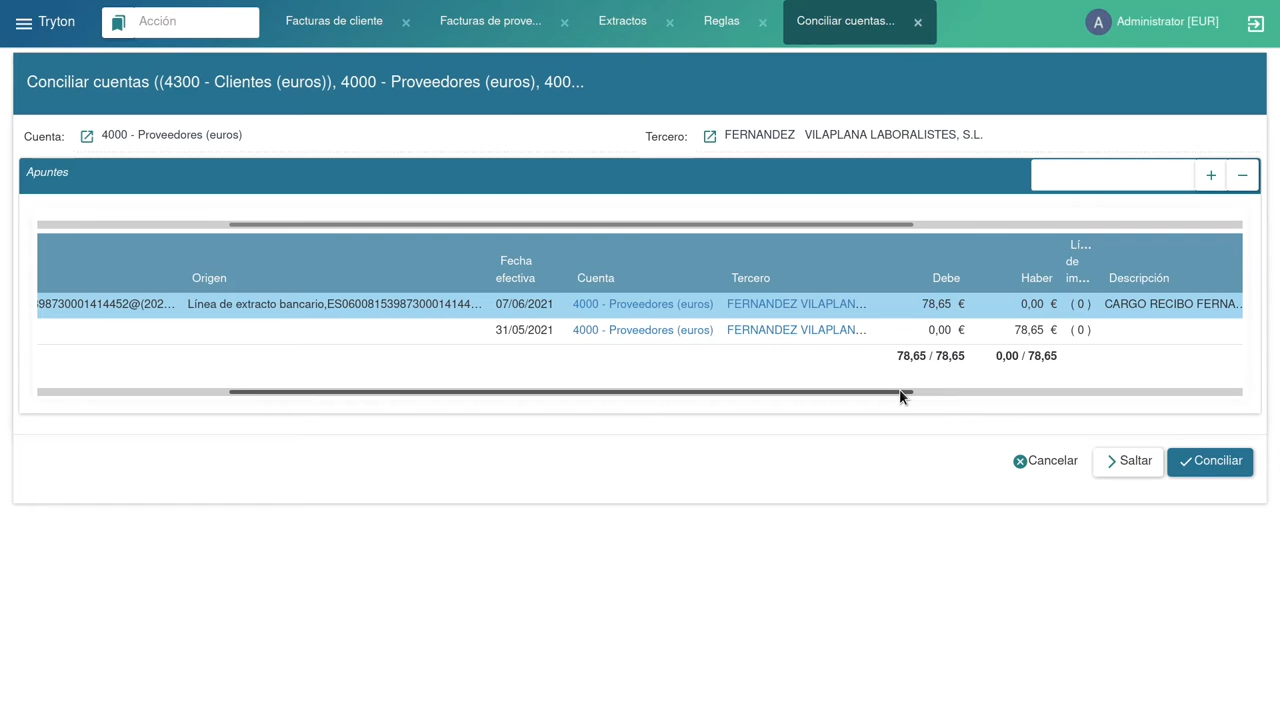 Tryton
Acción
Facturas de cliente
Facturas de prove...
Extractos
Reglas
Conciliar cuentas...
A
Administrator [EUR]
Conciliar cuentas ((4300 - Clientes (euros)), 4000 - Proveedores (euros), 400...
Cuenta:
4000 - Proveedores (euros)
Tercero:
FERNANDEZ VILAPLANA LABORALISTES, S.L.
Apuntes
Origen
Fecha efectiva
Cuenta
Tercero
Debe
Haber
Lí... de im...
Descripción
98730001414452@(202...
Línea de extracto bancario,ES06008153987300014144...
07/06/2021
4000 - Proveedores (euros)
FERNANDEZ VILAPLAN...
78,65 €
0,00 €
( 0 )
CARGO RECIBO FERNA...
31/05/2021
4000 - Proveedores (euros)
FERNANDEZ VILAPLAN...
0,00 €
78,65 €
( 0 )
78,65 / 78,65
0,00 / 78,65
Cancelar
Saltar
Conciliar